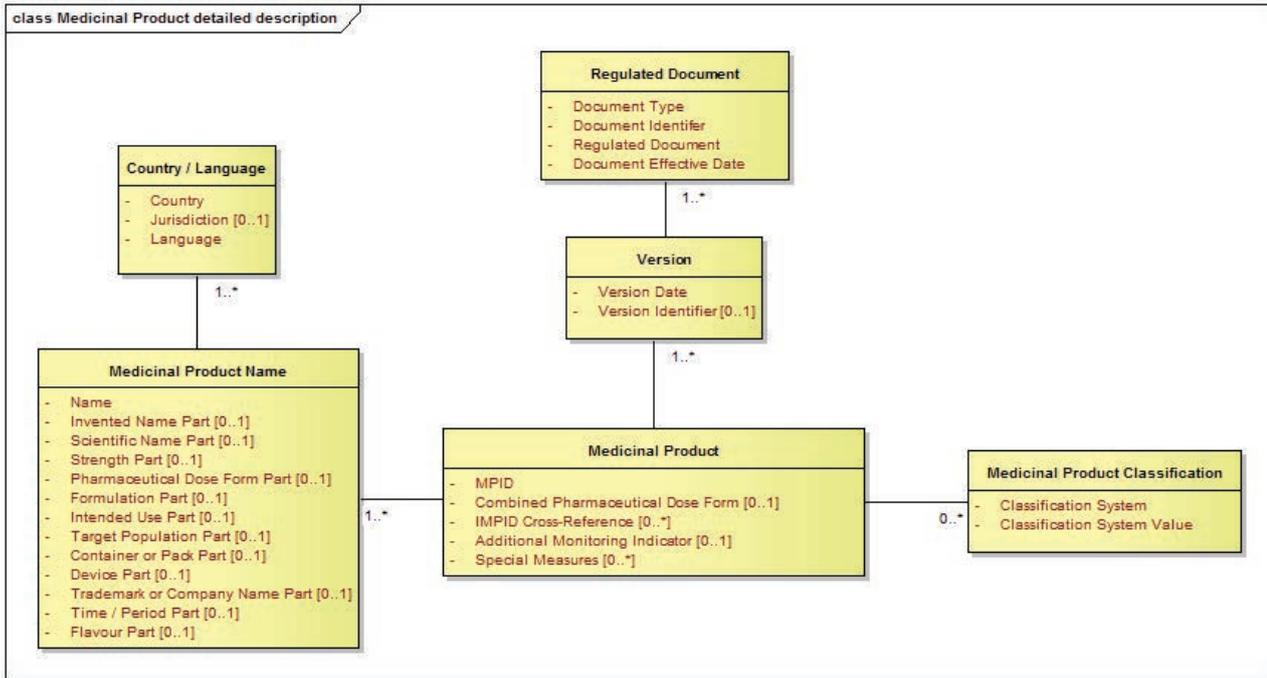 class Medicinal Product detailed description
Regulated Document
- Document Type
- Document Identifer
- Regulated Document
- Document Effective Date
1..*
Country / Language
- Country
- Jurisdiction [0..1]
- Language
1..*
Version
- Version Date
- Version Identifier [0..1]
1..*
Medicinal Product Name
- Name
- Invented Name Part [0..1]
- Scientific Name Part [0..1]
- Strength Part [0..1]
- Pharmaceutical Dose Form Part [0..1]
- Formulation Part [0..1]
- Intended Use Part [0..1]
- Target Population Part [0..1]
- Container or Pack Part [0..1]
- Device Part [0..1]
- Trademark or Company Name Part [0..1]
- Time / Period Part [0..1]
- Flavour Part [0..1]
1..*
Medicinal Product
- MPID
- Combined Pharmaceutical Dose Form [0..1]
- IMPID Cross-Reference [0..*]
- Additional Monitoring Indicator [0..1]
- Special Measures [0..*]
0..*
Medicinal Product Classification
- Classification System
- Classification System Value